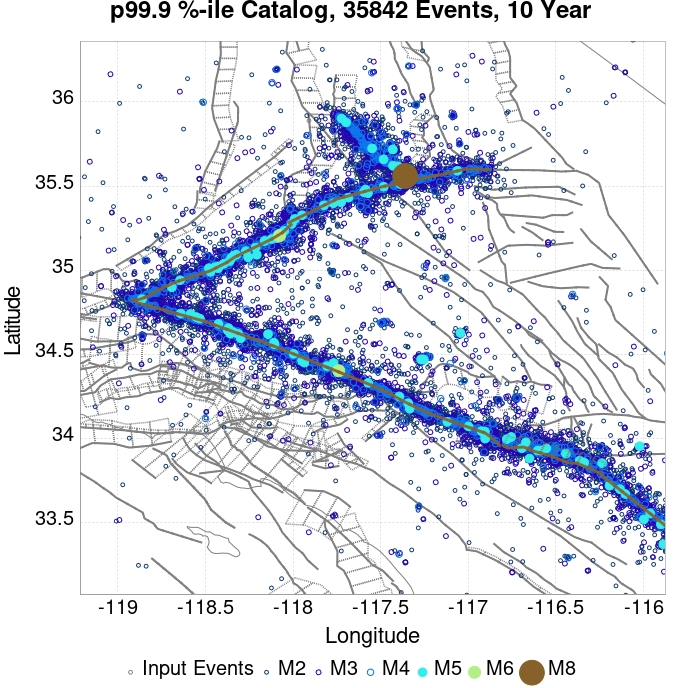 p99.9 %-ile Catalog, 35842 Events, 10 Year
36
35.5
35
34.5
34
33.5
Latitude
-119 -118.5 -118 -117.5 -117 -116.5 -116
Longitude
Input Events M2 M3 M4 M5 M6 M8